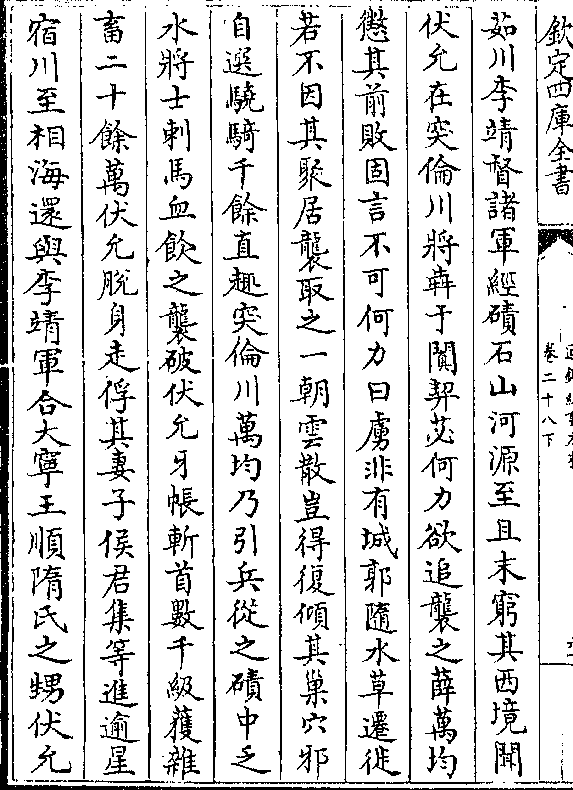 欽定四庫全書
卷二十八下
茹川李靖督諸軍經磧石山河源至且末窮其西境聞
伏允在突倫川將犇于闐契苾何力欲追襲之薛萬均
懲其前敗固言不可何力曰虜非有城郭隨水草遷徙
若不因其聚居襲取之一朝雲散豈得復傾其巢穴邪
自選驍騎千餘直趣突倫川萬均乃引兵從之磧中乏
水將士刺馬血飲之襲破伏允牙帳斬首數千級獲雜
畜二十餘萬伏允脫身走俘其妻子侯君集等進逾星
宿川至柏海還與李靖軍合大寧王順隋氏之甥伏允